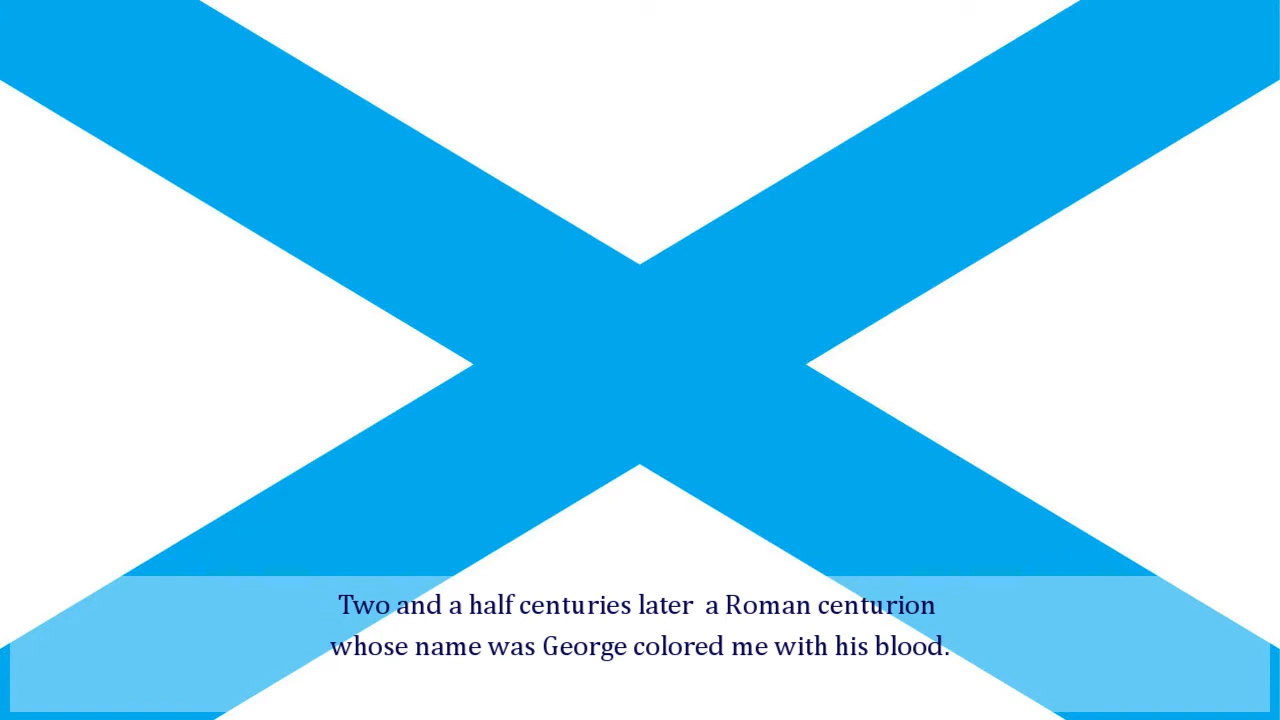 Two and a half centuries later  a Roman centurion
whose name was George colored me with his blood.